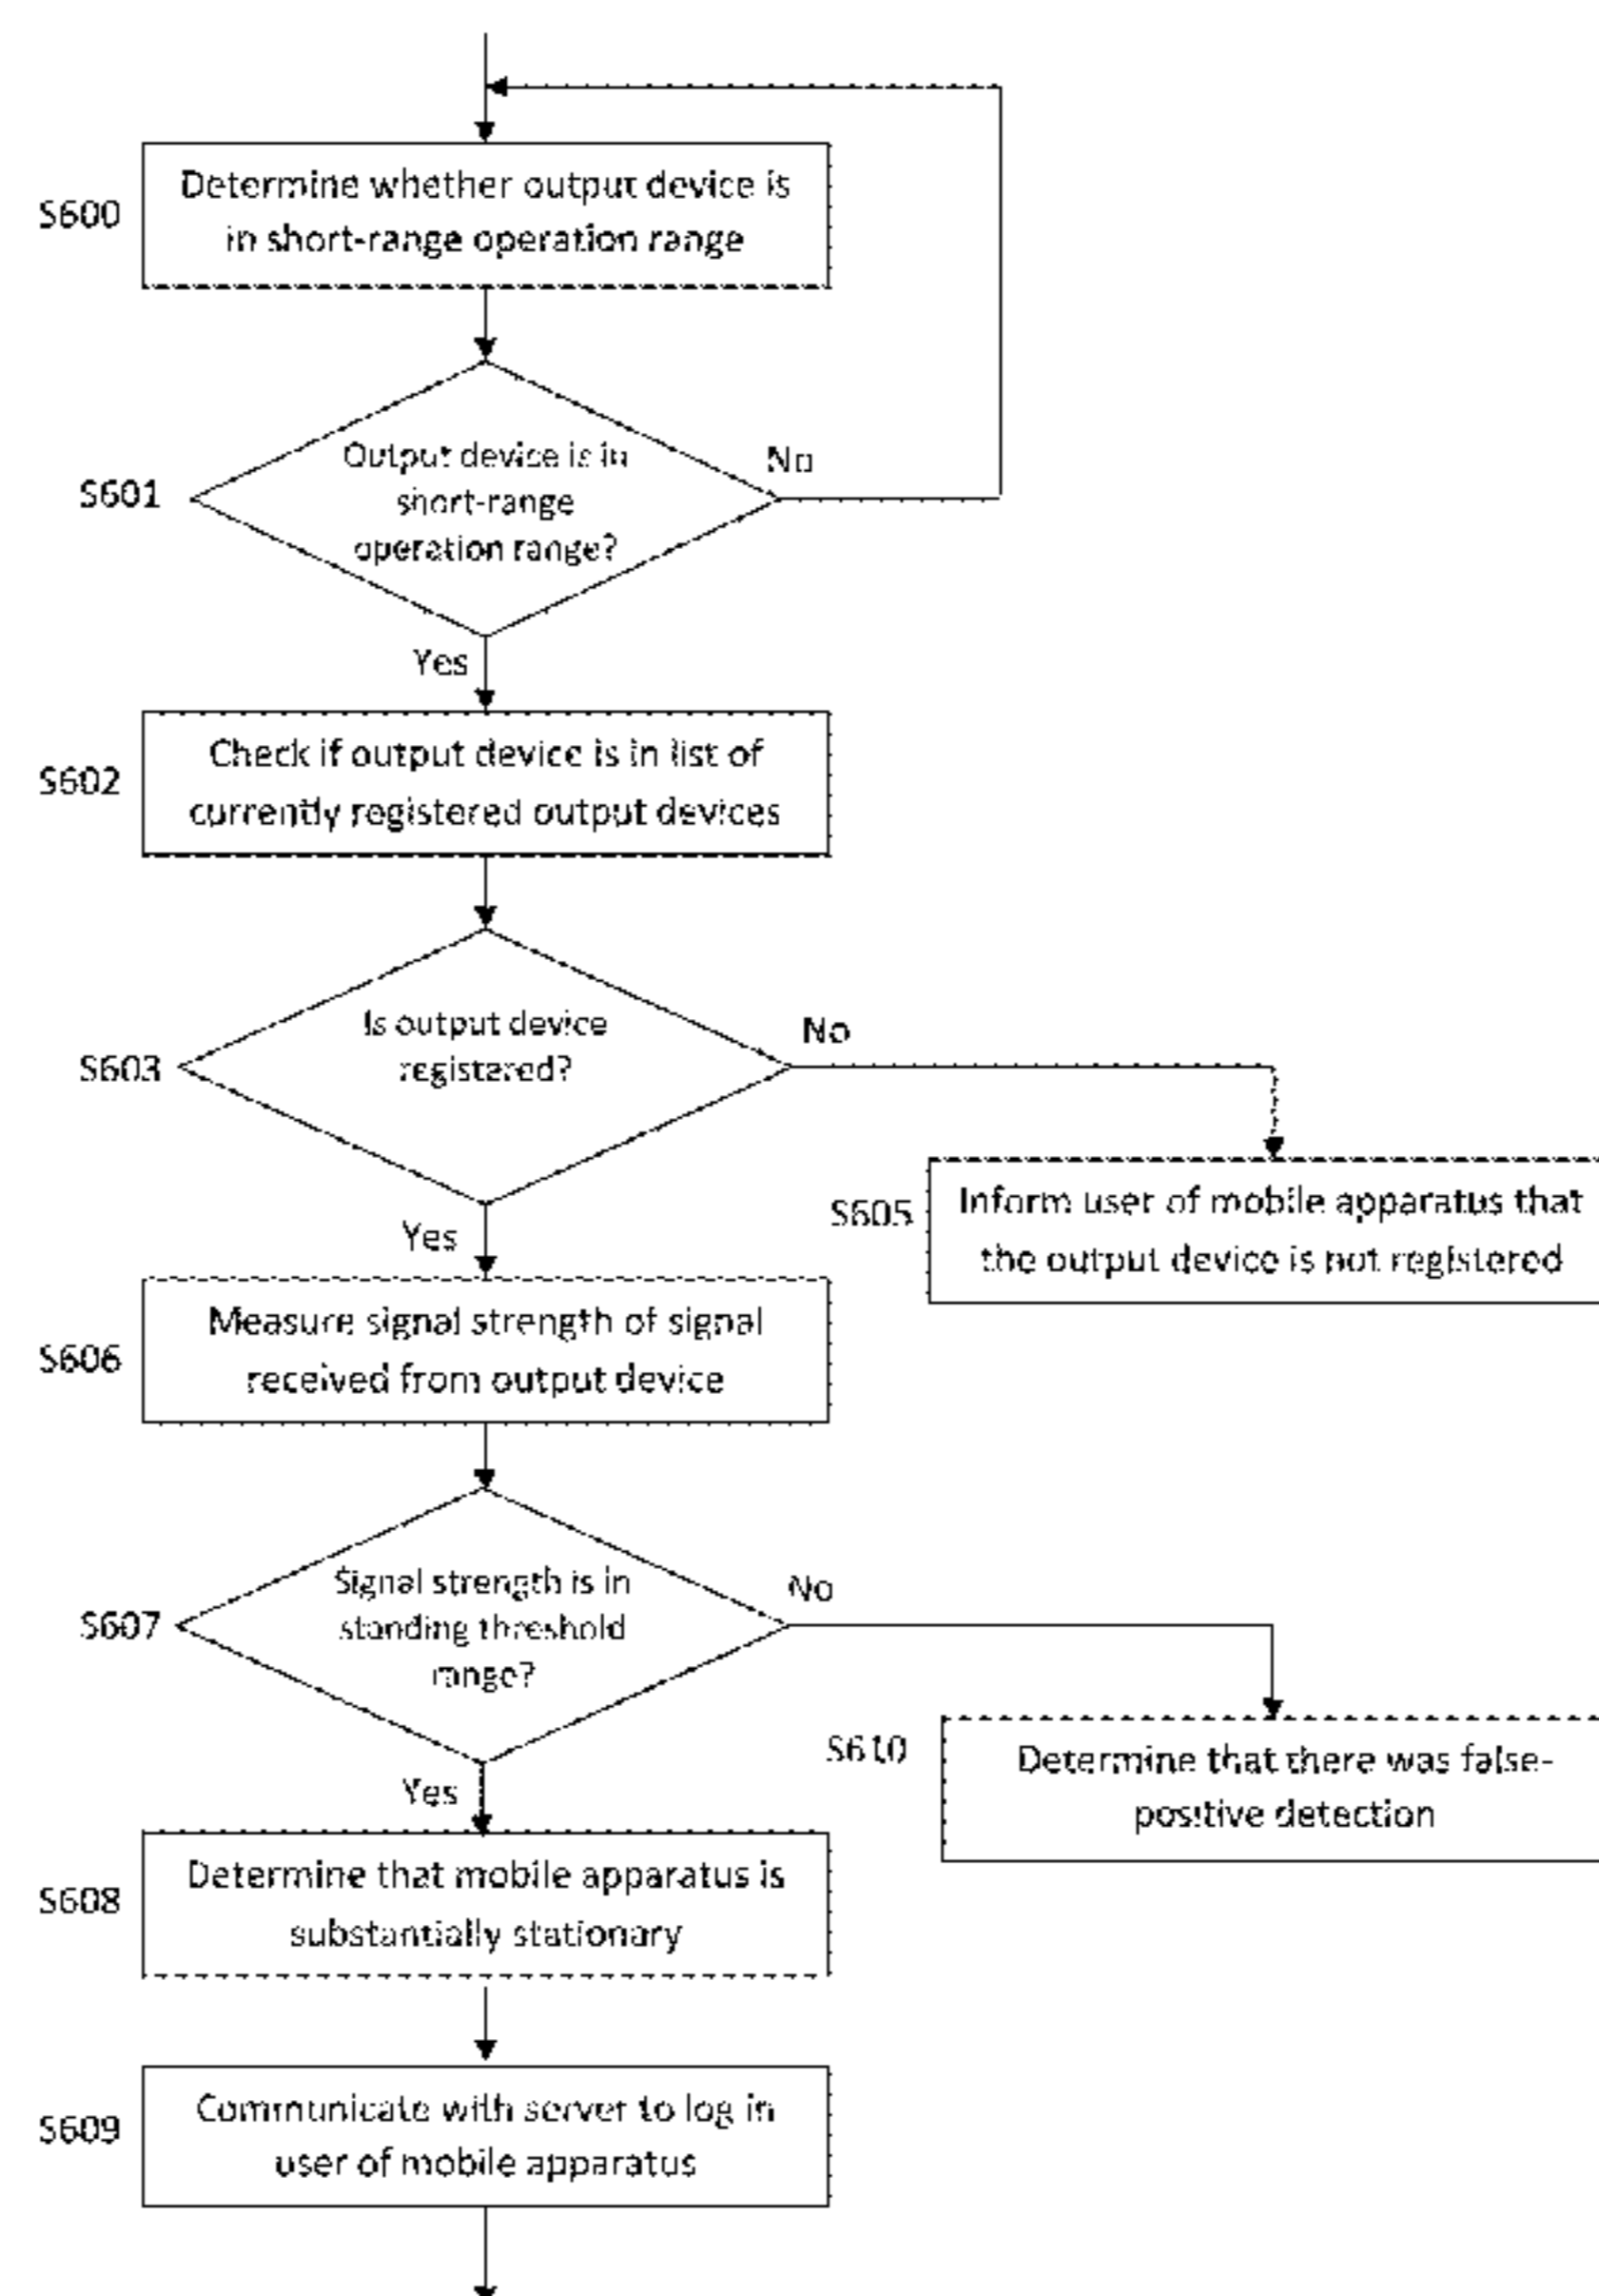 S600
Determine whether output device is
in short-range operation range
S601
Output device is in
short-range
operation range?
No
Yes
S602
Check if output device is in list of
currently registered output devices
S603
Is output device
registered?
No
Yes
S605
Inform user of mobile apparatus that
the output device is not registered
S606
Measure signal strength of signal
received from output device
S607
Signal strength is in
standing threshold
range?
No
Yes
S610
Determine that there was false-
positive detection
S608
Determine that mobile apparatus is
substantially stationary
S609
Communicate with server to log in
user of mobile apparatus